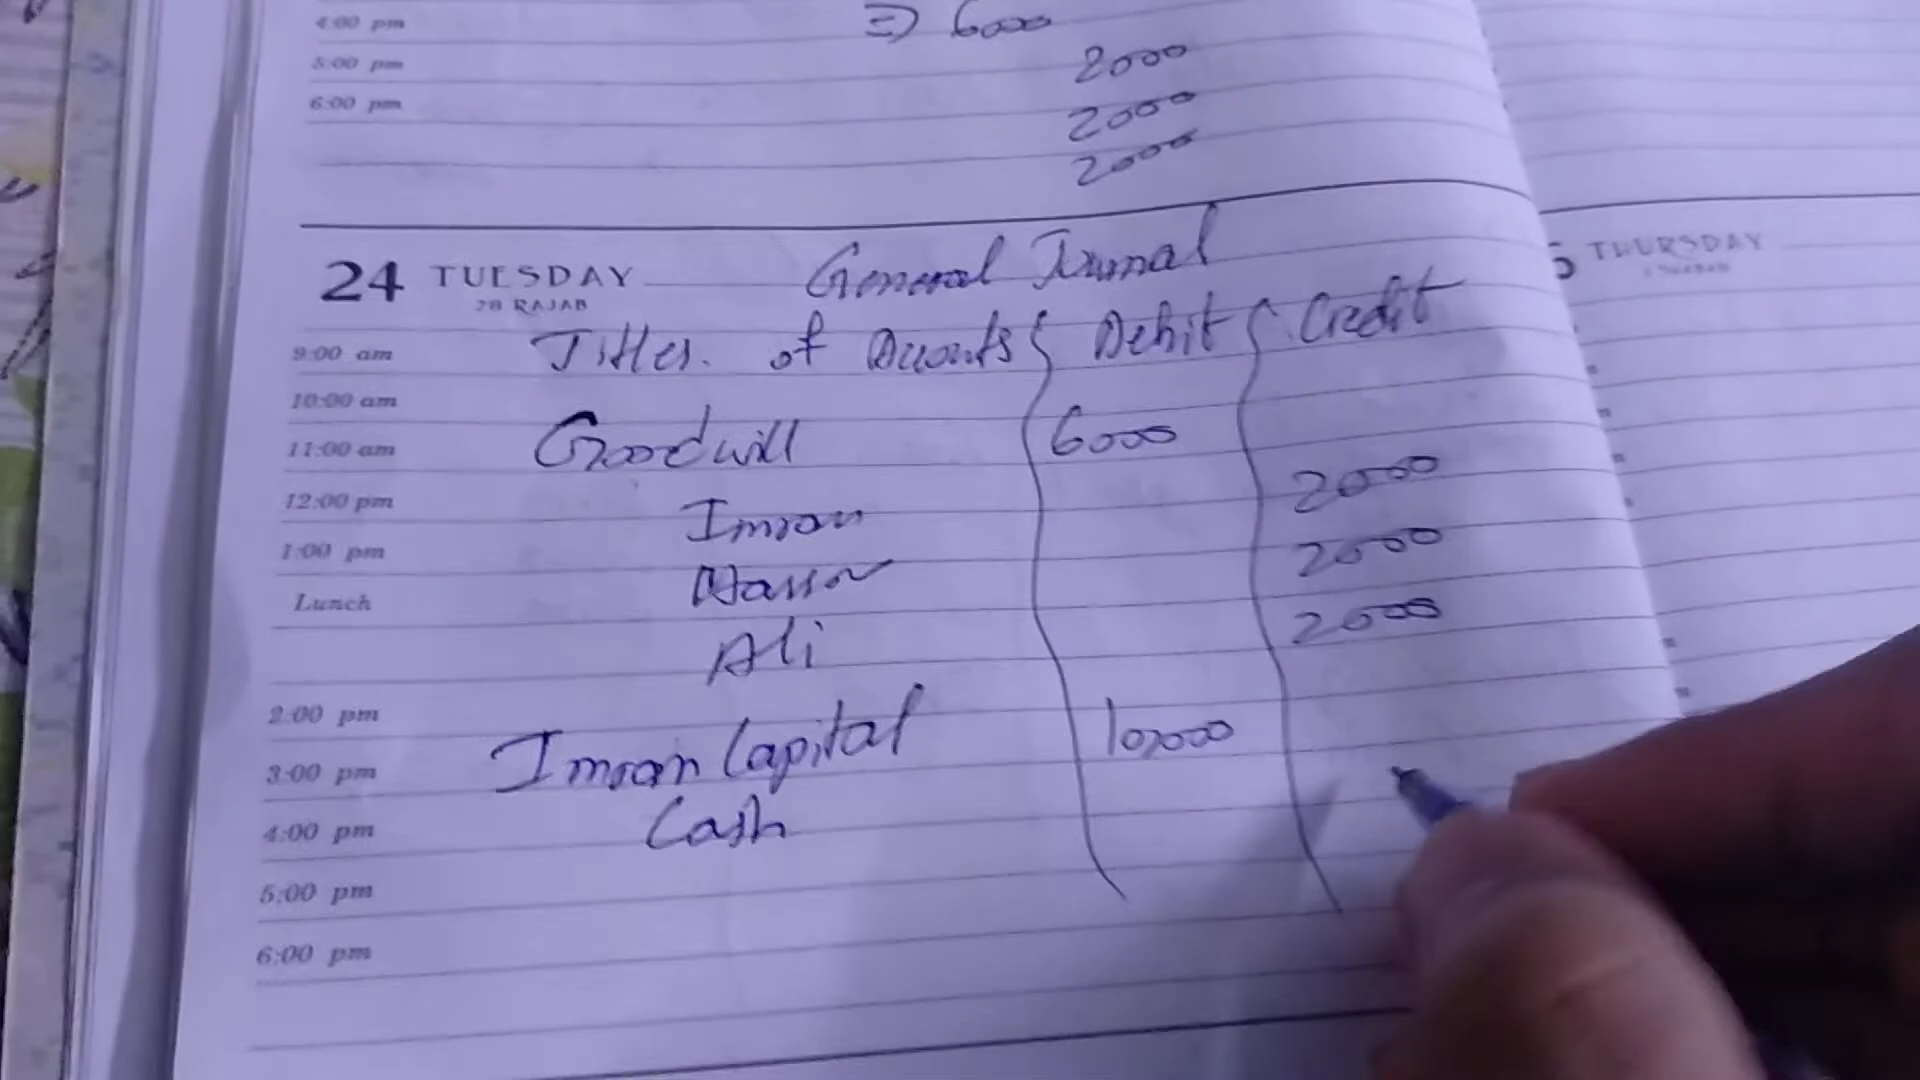 4:00 pm => 6000
5:00 pm 2000
6:00 pm 2000
2000
24 TUESDAY General Journal
28 RAJAB
9:00 am Titles. of Accounts Debit Credit
10:00 am
11:00 am Goodwill 6000
12:00 pm Imran 2000
1:00 pm Hassan 2000
Lunch Ali 2000
2:00 pm
3:00 pm Imran Capital 10,000
4:00 pm Cash
5:00 pm
6:00 pm
THURSDAY